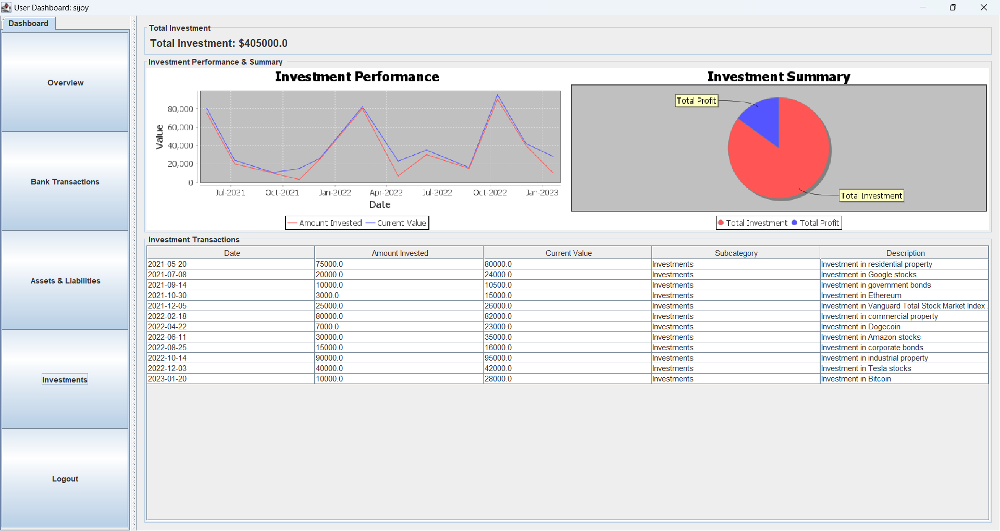 User Dashboard: sijoy
Dashboard
Overview
Bank Transactions
Assets & Liabilities
Investments
Logout
Total Investment
Total Investment: $405000.0
Investment Performance & Summary
Investment Performance
Value
80,000
60,000
40,000
20,000
0
Jul-2021 Oct-2021 Jan-2022 Apr-2022 Jul-2022 Oct-2022 Jan-2023
Date
Amount Invested Current Value
Investment Summary
Total Profit
Total Investment
Total Investment Total Profit
Investment Transactions
Date Amount Invested Current Value Subcategory Description
2021-05-20 75000.0 80000.0 Investments Investment in residential property
2021-07-08 20000.0 24000.0 Investments Investment in Google stocks
2021-09-14 10000.0 10500.0 Investments Investment in government bonds
2021-10-30 3000.0 15000.0 Investments Investment in Ethereum
2021-12-05 25000.0 26000.0 Investments Investment in Vanguard Total Stock Market Index
2022-02-18 80000.0 82000.0 Investments Investment in commercial property
2022-04-22 7000.0 23000.0 Investments Investment in Dogecoin
2022-06-11 30000.0 35000.0 Investments Investment in Amazon stocks
2022-08-25 15000.0 16000.0 Investments Investment in corporate bonds
2022-10-14 90000.0 95000.0 Investments Investment in industrial property
2022-12-03 40000.0 42000.0 Investments Investment in Tesla stocks
2023-01-20 10000.0 28000.0 Investments Investment in Bitcoin